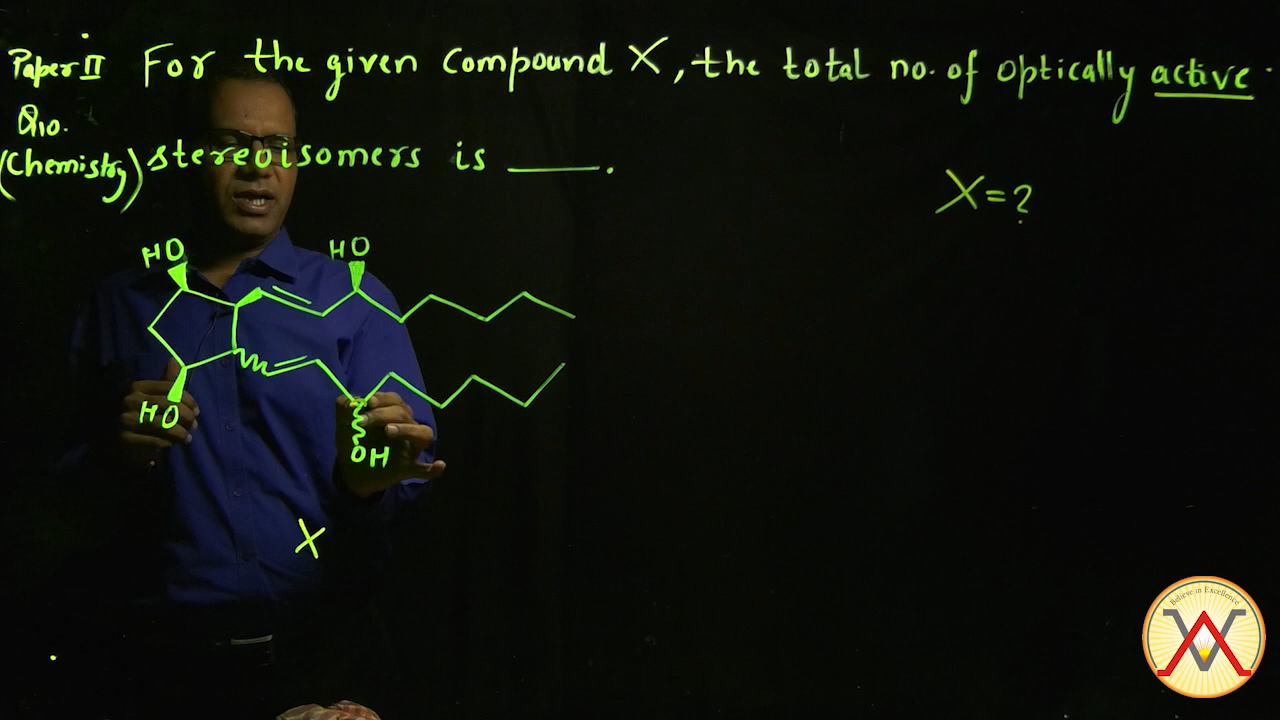 Paper II For the given compound X, the total no. of optically active
Q10.
(Chemistry) stereoisomers is ____.
X=?
HO
HO
HO
OH
X
Believe in Excellence